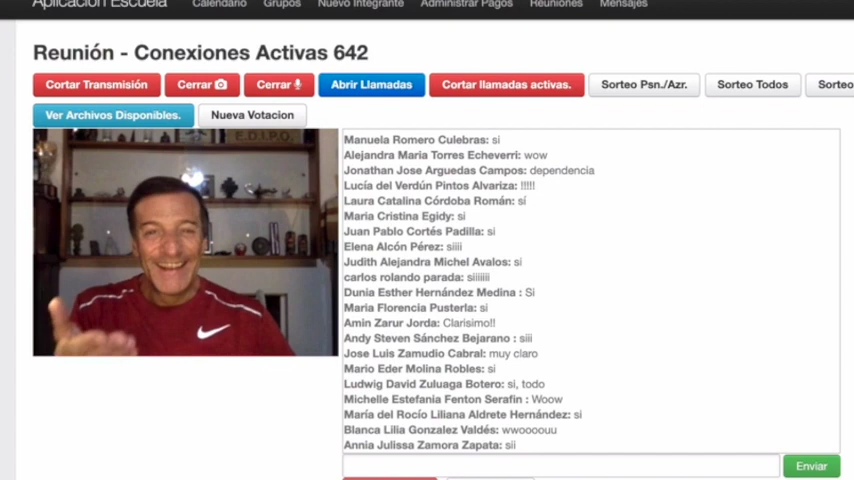 Aplicación Escuela Calendario Grupos Nuevo Integrante Administrar Pagos Reuniones Mensajes
Reunión - Conexiones Activas 642
Cortar Transmisión Cerrar Cerrar Abrir Llamadas Cortar llamadas activas. Sorteo Psn./Azr. Sorteo Todos Sorteo
Ver Archivos Disponibles. Nueva Votacion
E.D.I.P.O.
Manuela Romero Culebras: si
Alejandra Maria Torres Echeverri: wow
Jonathan Jose Arguedas Campos: dependencia
Lucía del Verdún Pintos Alvariza: !!!!!
Laura Catalina Córdoba Román: sí
Maria Cristina Egidy: si
Juan Pablo Cortés Padilla: si
Elena Alcón Pérez: siiii
Judith Alejandra Michel Avalos: si
carlos rolando parada: siiiiiii
Dunia Esther Hernández Medina : Si
Maria Florencia Pusterla: si
Amin Zarur Jorda: Clarisimo!!
Andy Steven Sánchez Bejarano : siii
Jose Luis Zamudio Cabral: muy claro
Mario Eder Molina Robles: si
Ludwig David Zuluaga Botero: si, todo
Michelle Estefania Fenton Serafin : Woow
María del Rocío Liliana Aldrete Hernández: si
Blanca Lilia Gonzalez Valdés: wwoooouu
Annia Julissa Zamora Zapata: sii
Enviar